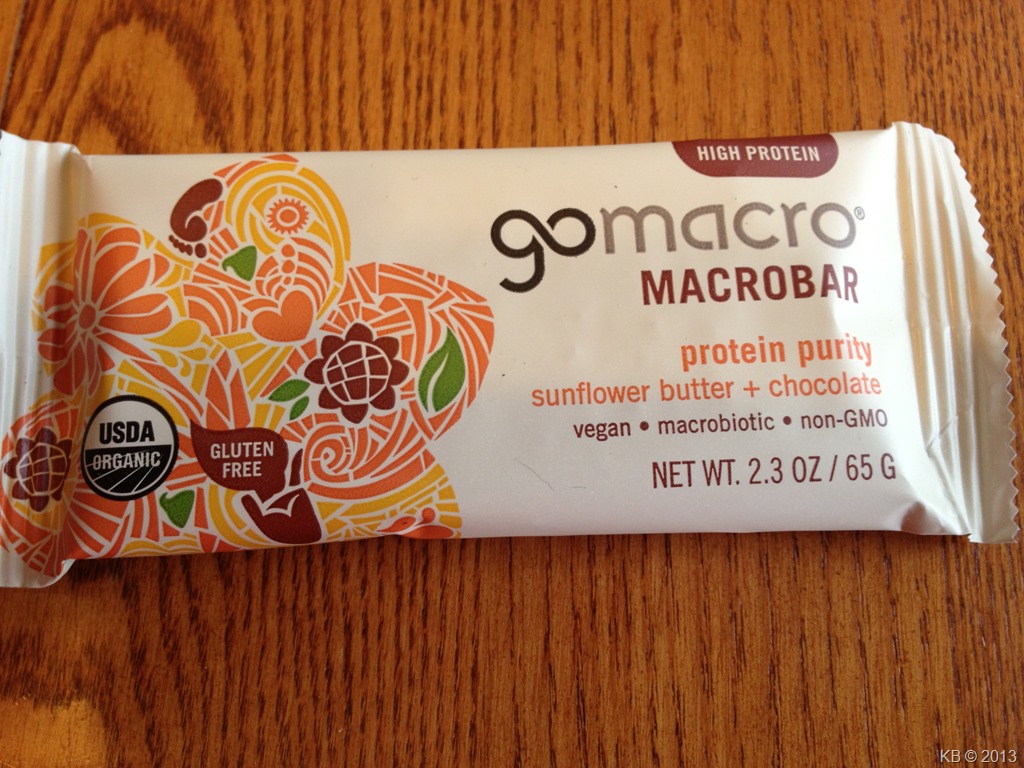 HIGH PROTEIN
gomacro®
MACROBAR
protein purity
sunflower butter + chocolate
vegan • macrobiotic • non-GMO
NET WT. 2.3 OZ / 65 G
USDA
ORGANIC
GLUTEN
FREE
KB © 2013